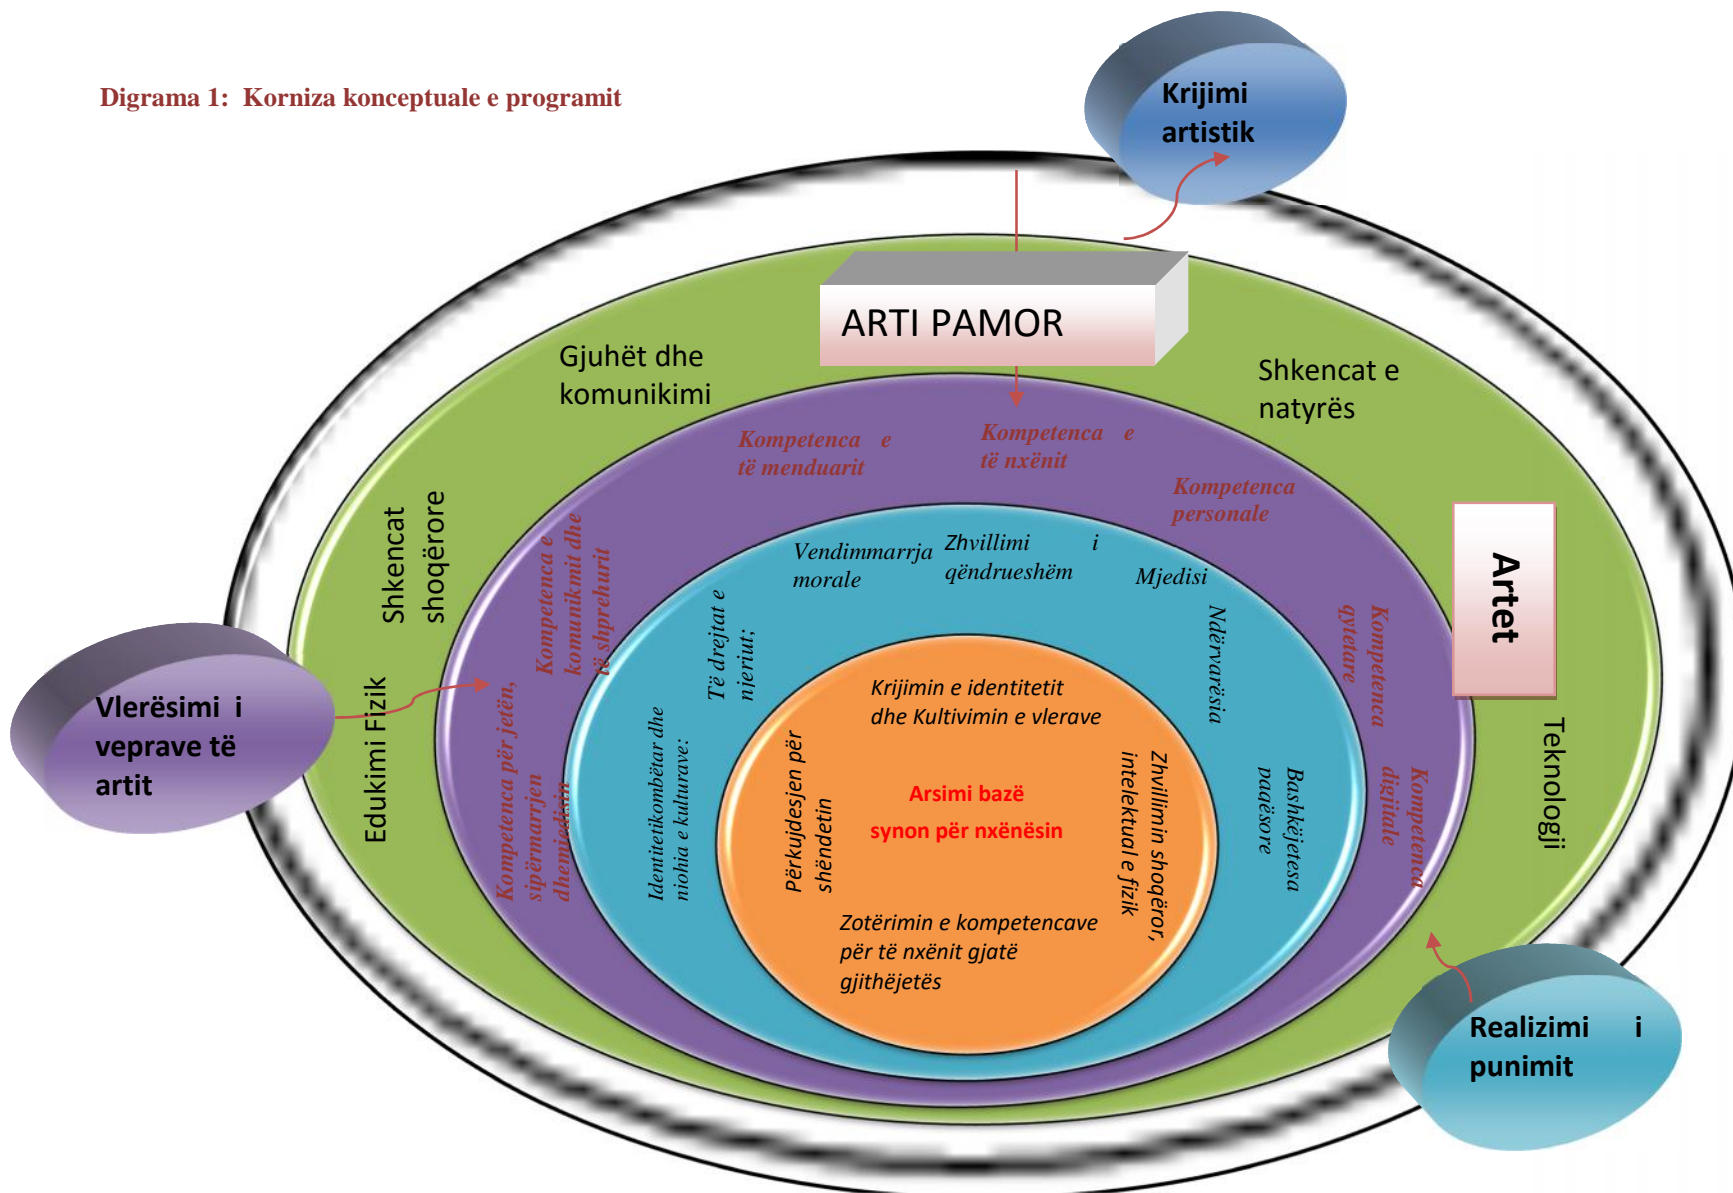 Digrama 1: Korniza konceptuale e programit
Krijimi
artistik
ARTI PAMOR
Gjuhët dhe
komunikimi
Shkencat e
natyrës
Shkencat
shoqërore
Edukimi Fizik
Artet
Teknologji
Kompetenca e
të menduarit
Kompetenca e
të nxënit
Kompetenca
personale
Kompetenca e
komunikmit dhe
të shprehurit
Kompetenca për jetën,
sipërmarrjen
dhemjedisin
Kompetenca
qytetare
Kompetenca
digjitale
Vendimmarrja
morale
Zhvillimi i
qëndrueshëm
Mjedisi
Të drejtat e
njeriut;
Ndërvarësia
Identitetikombëtar dhe
njohja e kulturave:
Bashkëjetesa
paqësore
Krijimin e identitetit
dhe Kultivimin e vlerave
Përkujdesjen për
shëndetin
Arsimi bazë
synon për nxënësin
Zhvillimin shoqëror,
intelektual e fizik
Zotërimin e kompetencave
për të nxënit gjatë
gjithëjetës
Vlerësimi i
veprave të
artit
Realizimi i
punimit